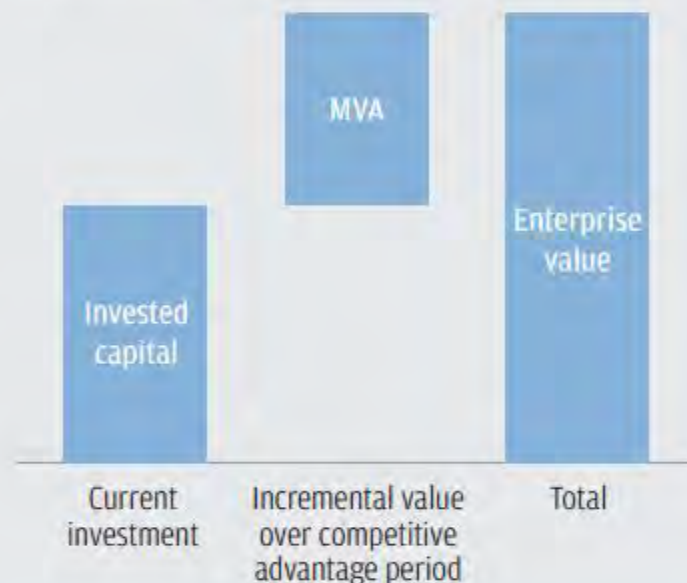 MVA
Enterprise
value
Invested
capital
Current
investment
Incremental value
over competitive
advantage period
Total